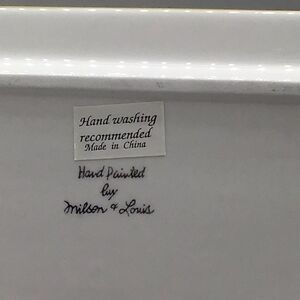 Hand washing
recommended
Made in China
Hand Painted
by
Milson & Louis